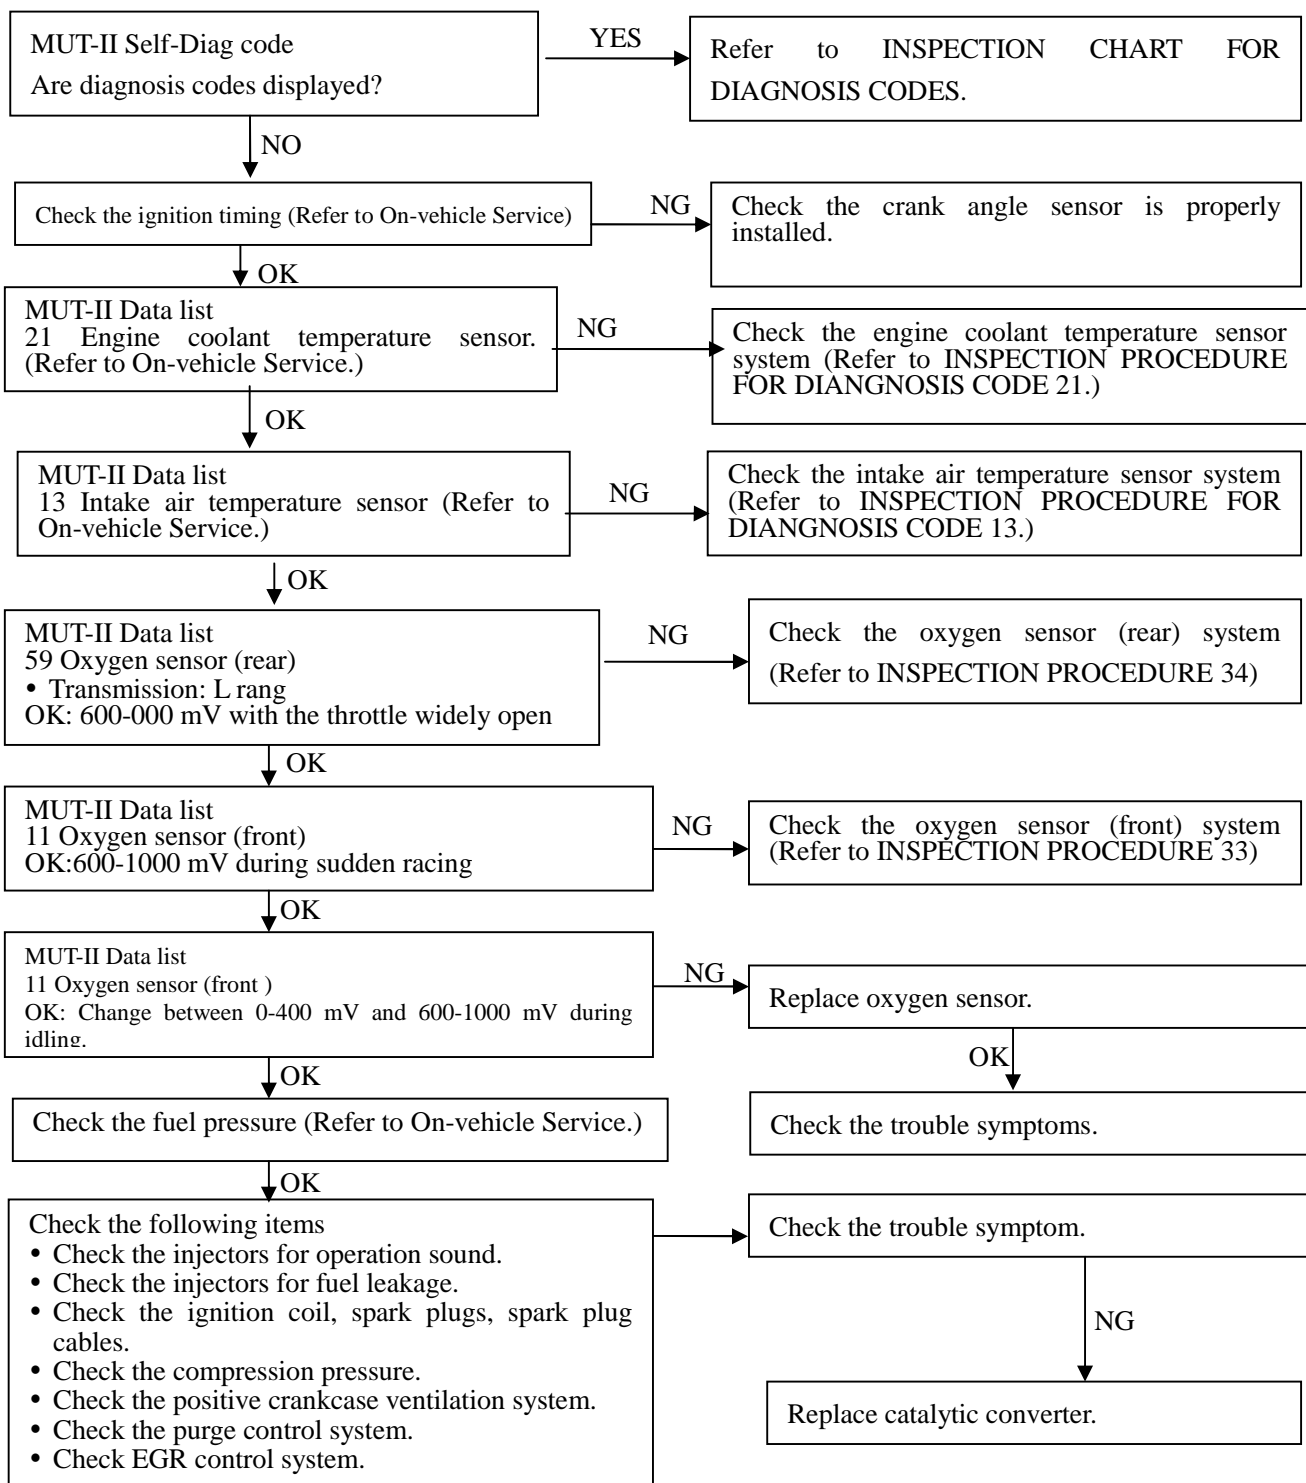 MUT-II Self-Diag code
Are diagnosis codes displayed?
YES
Refer to INSPECTION CHART FOR
DIAGNOSIS CODES.
NO
Check the ignition timing (Refer to On-vehicle Service)
NG
Check the crank angle sensor is properly
installed.
OK
MUT-II Data list
21 Engine coolant temperature sensor.
(Refer to On-vehicle Service.)
NG
Check the engine coolant temperature sensor
system (Refer to INSPECTION PROCEDURE
FOR DIANGNOSIS CODE 21.)
OK
MUT-II Data list
13 Intake air temperature sensor (Refer to
On-vehicle Service.)
NG
Check the intake air temperature sensor system
(Refer to INSPECTION PROCEDURE FOR
DIANGNOSIS CODE 13.)
OK
MUT-II Data list
59 Oxygen sensor (rear)
• Transmission: L rang
OK: 600-000 mV with the throttle widely open
NG
Check the oxygen sensor (rear) system
(Refer to INSPECTION PROCEDURE 34)
OK
MUT-II Data list
11 Oxygen sensor (front)
OK:600-1000 mV during sudden racing
NG
Check the oxygen sensor (front) system
(Refer to INSPECTION PROCEDURE 33)
OK
MUT-II Data list
11 Oxygen sensor (front )
OK: Change between 0-400 mV and 600-1000 mV during
idling.
NG
Replace oxygen sensor.
OK
Check the trouble symptoms.
OK
Check the fuel pressure (Refer to On-vehicle Service.)
OK
Check the following items
• Check the injectors for operation sound.
• Check the injectors for fuel leakage.
• Check the ignition coil, spark plugs, spark plug
cables.
• Check the compression pressure.
• Check the positive crankcase ventilation system.
• Check the purge control system.
• Check EGR control system.
Check the trouble symptom.
NG
Replace catalytic converter.